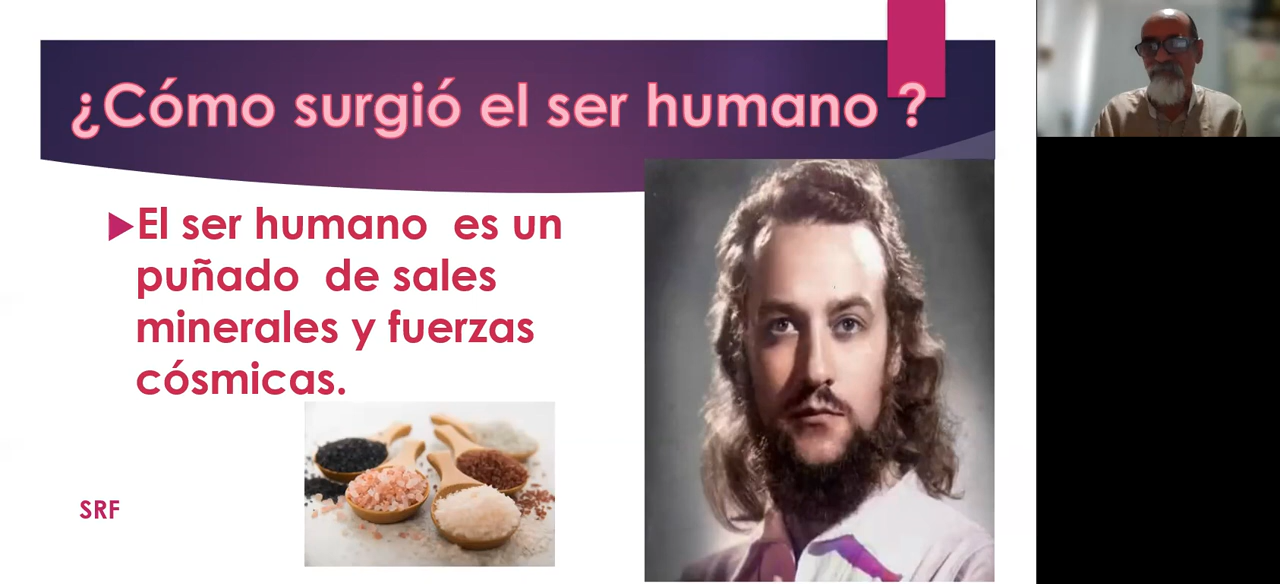 ¿Cómo surgió el ser humano ?
El ser humano es un
puñado de sales
minerales y fuerzas
cósmicas.
SRF